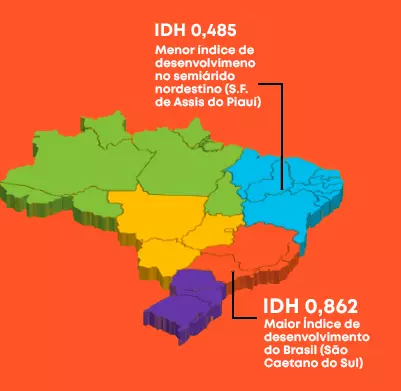 IDH 0,485
Menor índice de
desenvolvimeno
no semiárido
nordestino (S.F.
de Assis do Piauí)
IDH 0,862
Maior Índice de
desenvolvimento
do Brasil (São
Caetano do Sul)